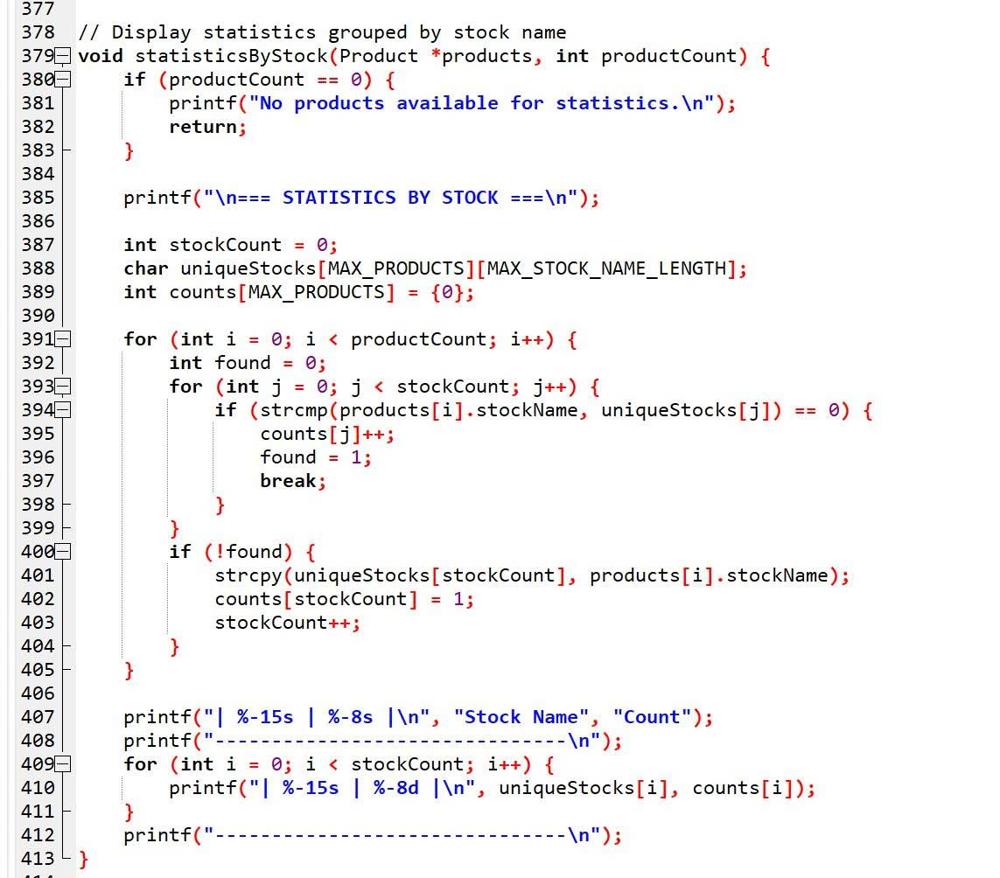 377
378 // Display statistics grouped by stock name
379 void statisticsByStock(Product *products, int productCount) {
380     if (productCount == 0) {
381         printf("No products available for statistics.\n");
382         return;
383     }
384
385     printf("\n=== STATISTICS BY STOCK ===\n");
386
387     int stockCount = 0;
388     char uniqueStocks[MAX_PRODUCTS][MAX_STOCK_NAME_LENGTH];
389     int counts[MAX_PRODUCTS] = {0};
390
391     for (int i = 0; i < productCount; i++) {
392         int found = 0;
393         for (int j = 0; j < stockCount; j++) {
394             if (strcmp(products[i].stockName, uniqueStocks[j]) == 0) {
395                 counts[j]++;
396                 found = 1;
397                 break;
398             }
399         }
400         if (!found) {
401             strcpy(uniqueStocks[stockCount], products[i].stockName);
402             counts[stockCount] = 1;
403             stockCount++;
404         }
405     }
406
407     printf("| %-15s | %-8s |\n", "Stock Name", "Count");
408     printf("-------------------------------\n");
409     for (int i = 0; i < stockCount; i++) {
410         printf("| %-15s | %-8d |\n", uniqueStocks[i], counts[i]);
411     }
412     printf("-------------------------------\n");
413 }